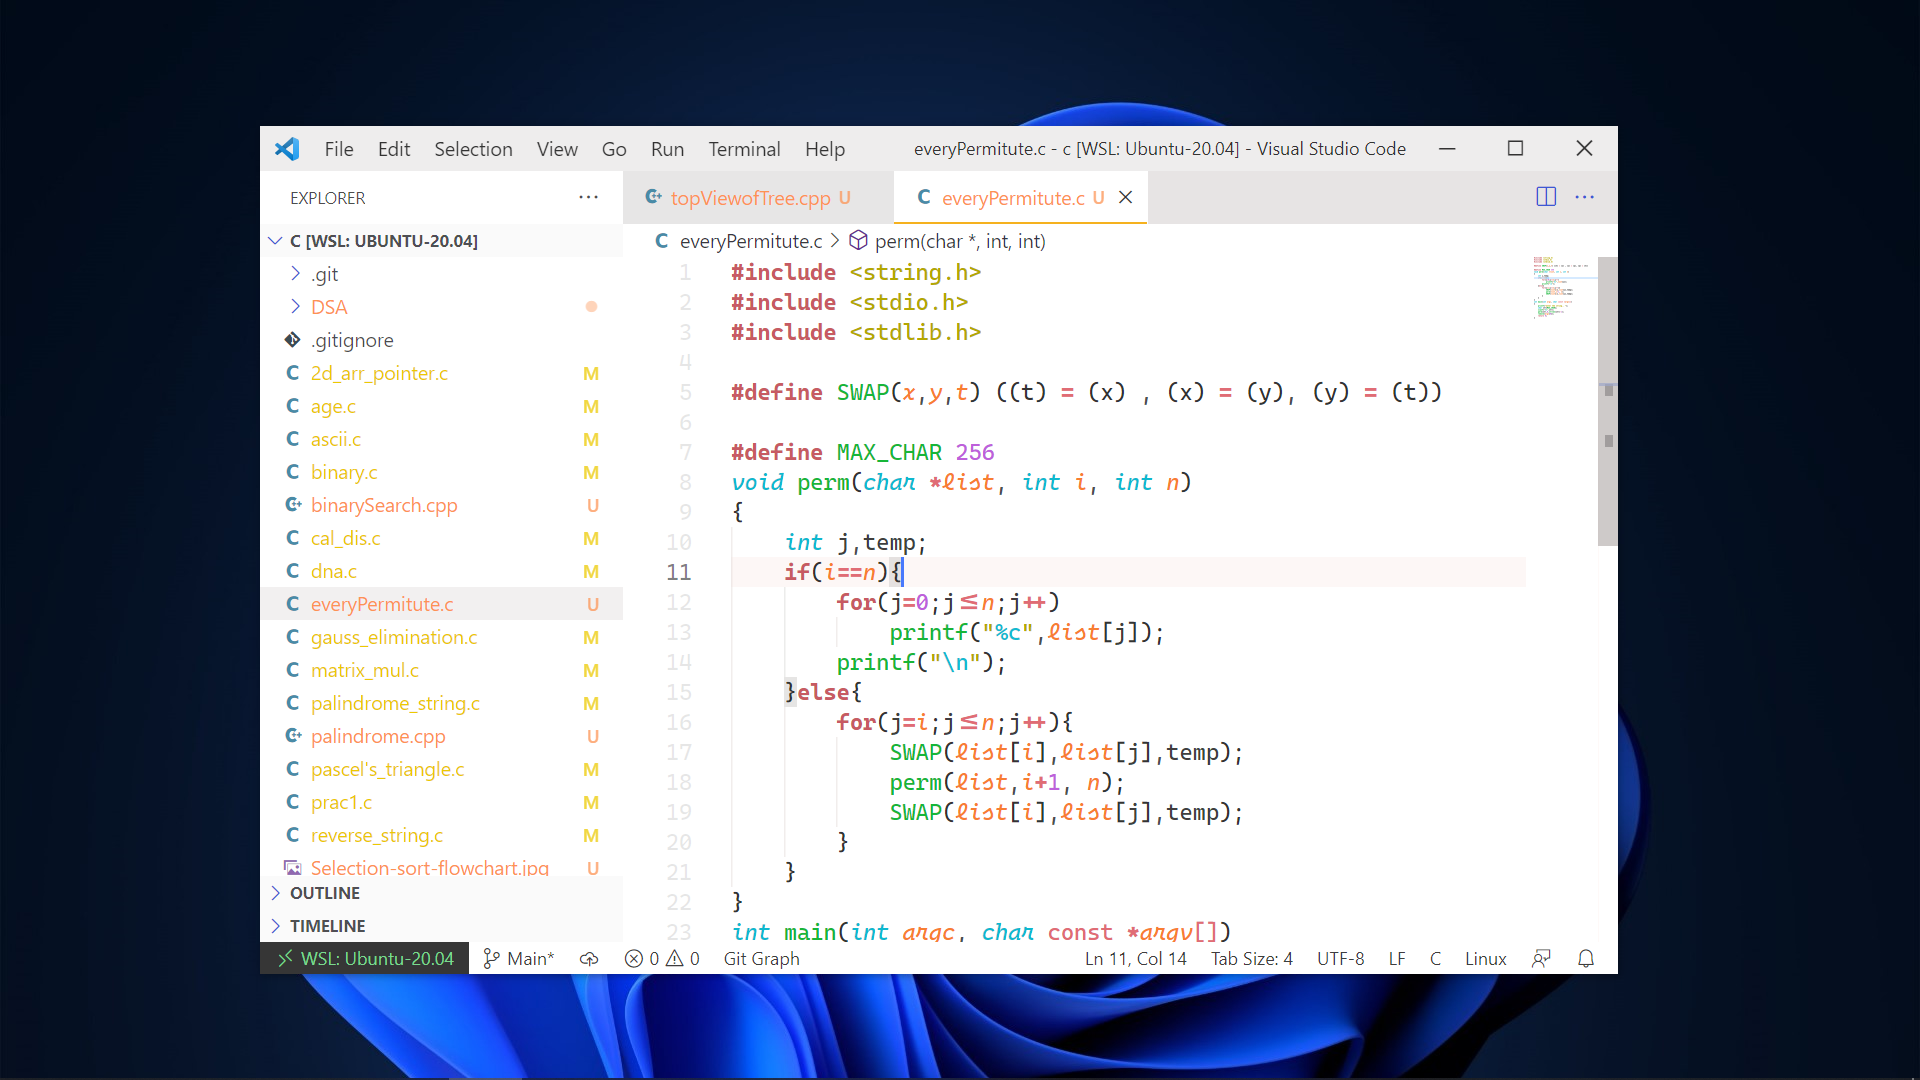 File Edit Selection View Go Run Terminal Help everyPermitute.c - c [WSL: Ubuntu-20.04] - Visual Studio Code
EXPLORER
C [WSL: UBUNTU-20.04]
.git
DSA
.gitignore
C 2d_arr_pointer.c M
C age.c M
C ascii.c M
C binary.c M
C++ binarySearch.cpp U
C cal_dis.c M
C dna.c M
C everyPermitute.c U
C gauss_elimination.c M
C matrix_mul.c M
C palindrome_string.c M
C++ palindrome.cpp U
C pascel's_triangle.c M
C prac1.c M
C reverse_string.c M
Selection-sort-flowchart.jpg U
OUTLINE
TIMELINE
C++ topViewofTree.cpp U C everyPermitute.c U
C everyPermitute.c > perm(char *, int, int)
1 #include <string.h>
2 #include <stdio.h>
3 #include <stdlib.h>
4
5 #define SWAP(x,y,t) ((t) = (x) , (x) = (y), (y) = (t))
6
7 #define MAX_CHAR 256
8 void perm(char *list, int i, int n)
9 {
10 int j,temp;
11 if(i==n){
12 for(j=0;j<=n;j++)
13 printf("%c",list[j]);
14 printf("\n");
15 }else{
16 for(j=i;j<=n;j++){
17 SWAP(list[i],list[j],temp);
18 perm(list,i+1, n);
19 SWAP(list[i],list[j],temp);
20 }
21 }
22 }
23 int main(int argc, char const *argv[])
WSL: Ubuntu-20.04 Main* 0 0 Git Graph Ln 11, Col 14 Tab Size: 4 UTF-8 LF C Linux